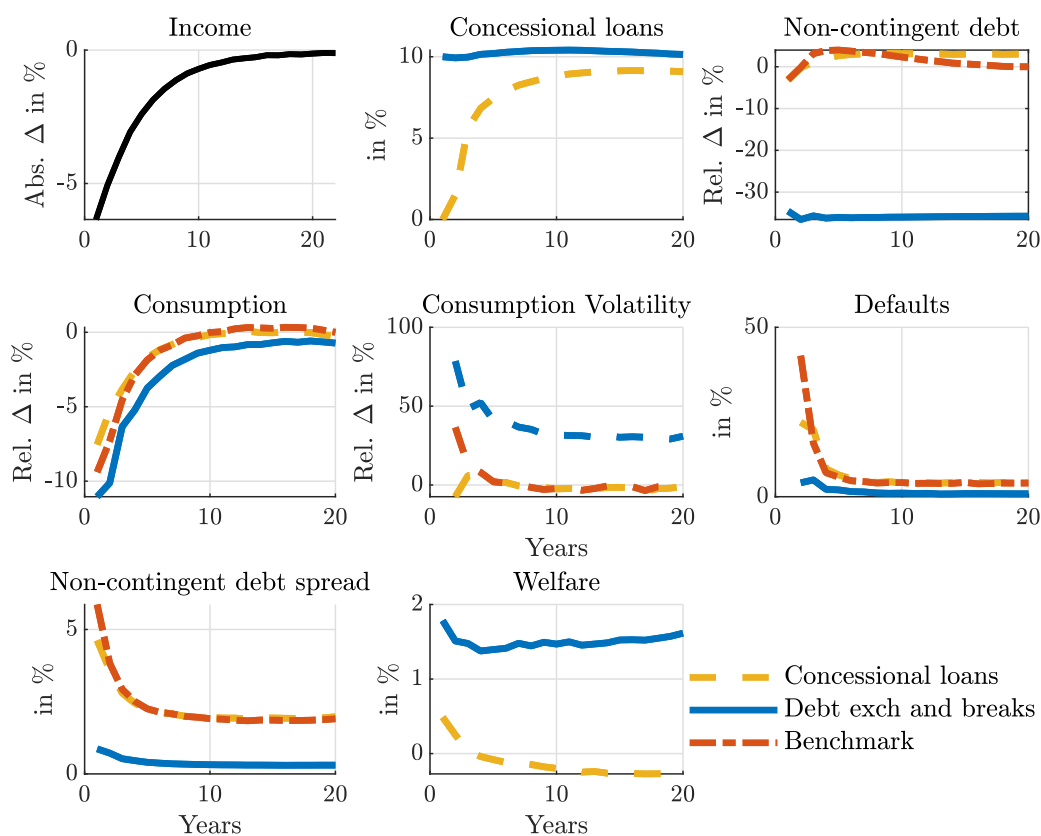 Income
Abs. Δ in %
0
-5
0
10
20
Concessional loans
in %
10
5
0
0
10
20
Non-contingent debt
Rel. Δ in %
0
-10
-20
-30
0
10
20
Consumption
Rel. Δ in %
0
-5
-10
0
10
20
Consumption Volatility
Rel. Δ in %
100
50
0
0
10
20
Years
Defaults
in %
50
0
0
10
20
Non-contingent debt spread
in %
5
0
0
10
20
Years
Welfare
in %
2
1
0
0
10
20
Years
Concessional loans
Debt exch and breaks
Benchmark